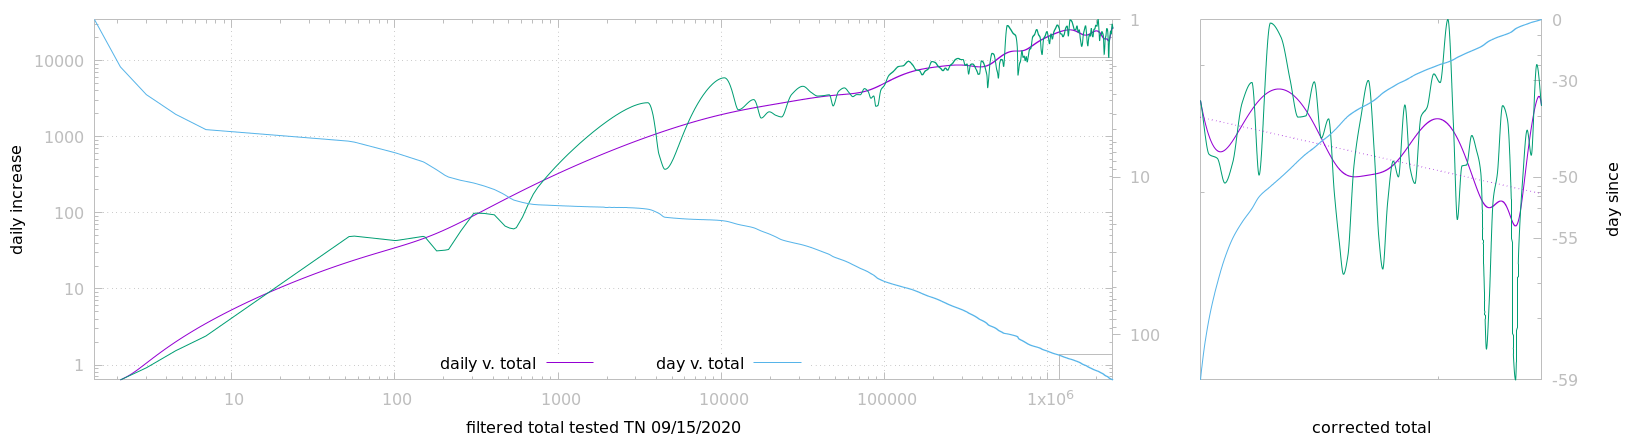 10000
1000
100
10
1
daily increase
10
100
1000
10000
100000
1x10^6
filtered total tested TN 09/15/2020
daily v. total
day v. total
1
10
100
0
-30
-50
-55
-59
day since
corrected total